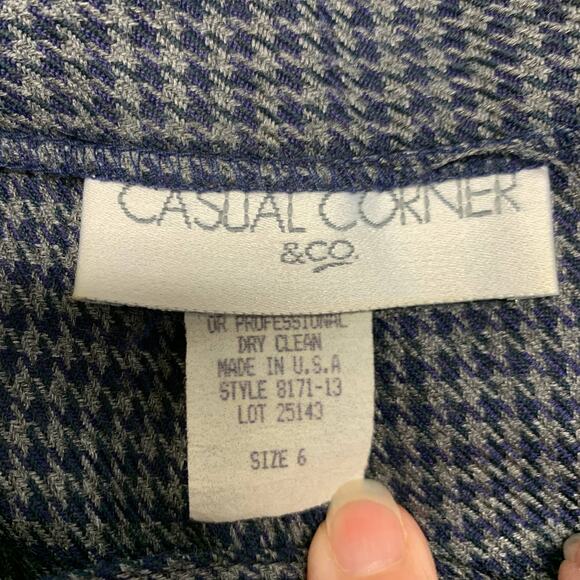 CASUAL CORNER
&CO.
OR PROFESSIONAL
DRY CLEAN
MADE IN U.S.A
STYLE 8171-13
LOT 25143
SIZE 6